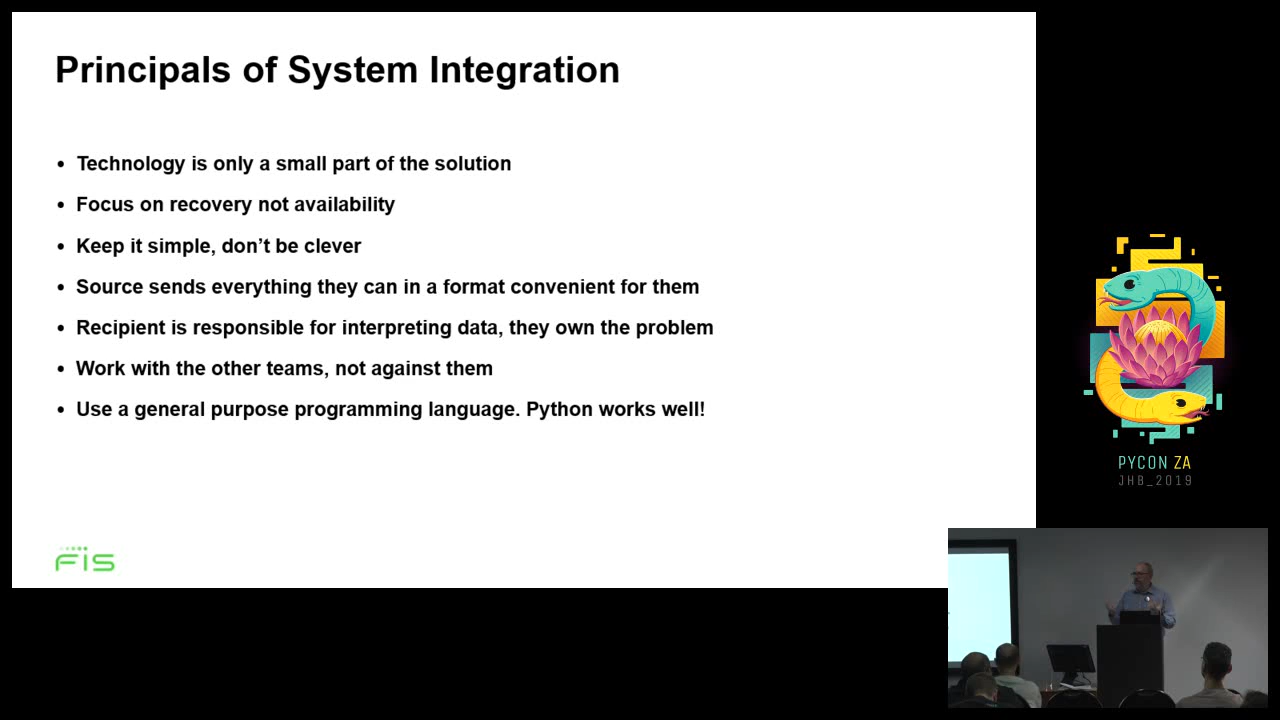 Principals of System Integration
• Technology is only a small part of the solution
• Focus on recovery not availability
• Keep it simple, don’t be clever
• Source sends everything they can in a format convenient for them
• Recipient is responsible for interpreting data, they own the problem
• Work with the other teams, not against them
• Use a general purpose programming language. Python works well!
FIS
PYCON ZA
JHB_2019